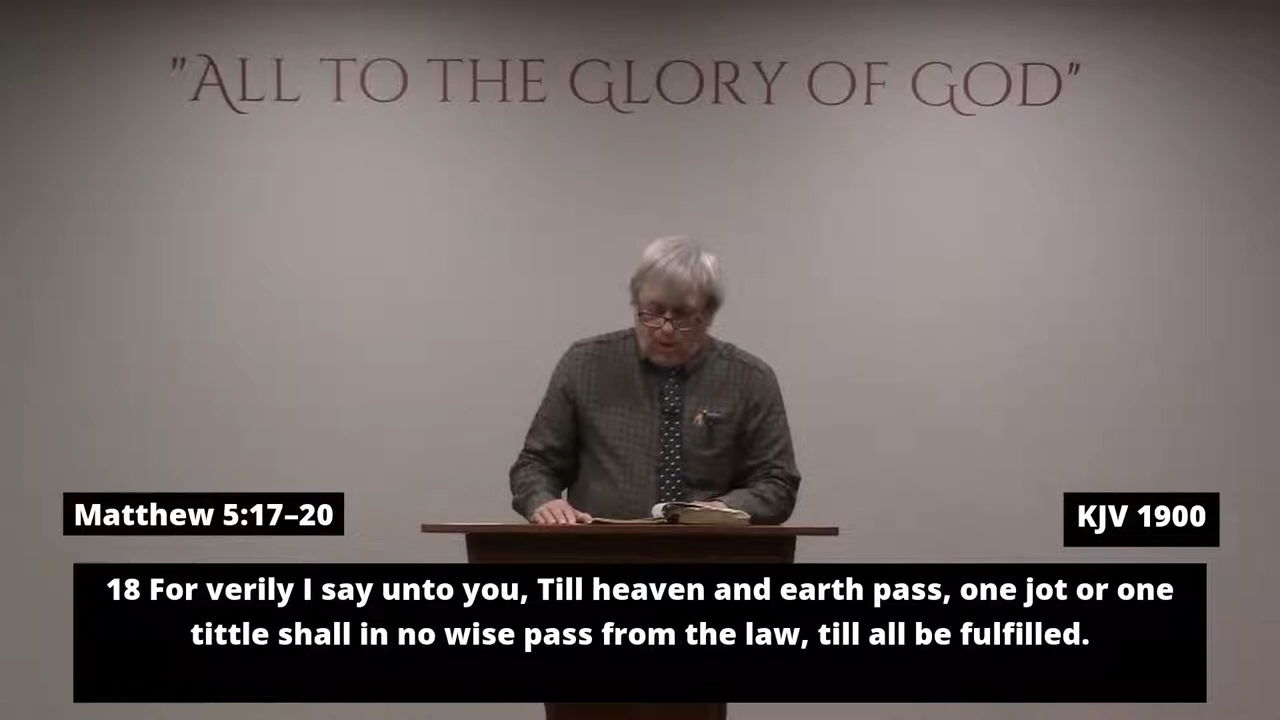 "ALL TO THE GLORY OF GOD"
Matthew 5:17–20
KJV 1900
18 For verily I say unto you, Till heaven and earth pass, one jot or one
tittle shall in no wise pass from the law, till all be fulfilled.